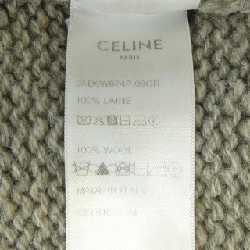 CELINE
PARIS
100% LAINE
100% WOOL
MADE IN ITALY